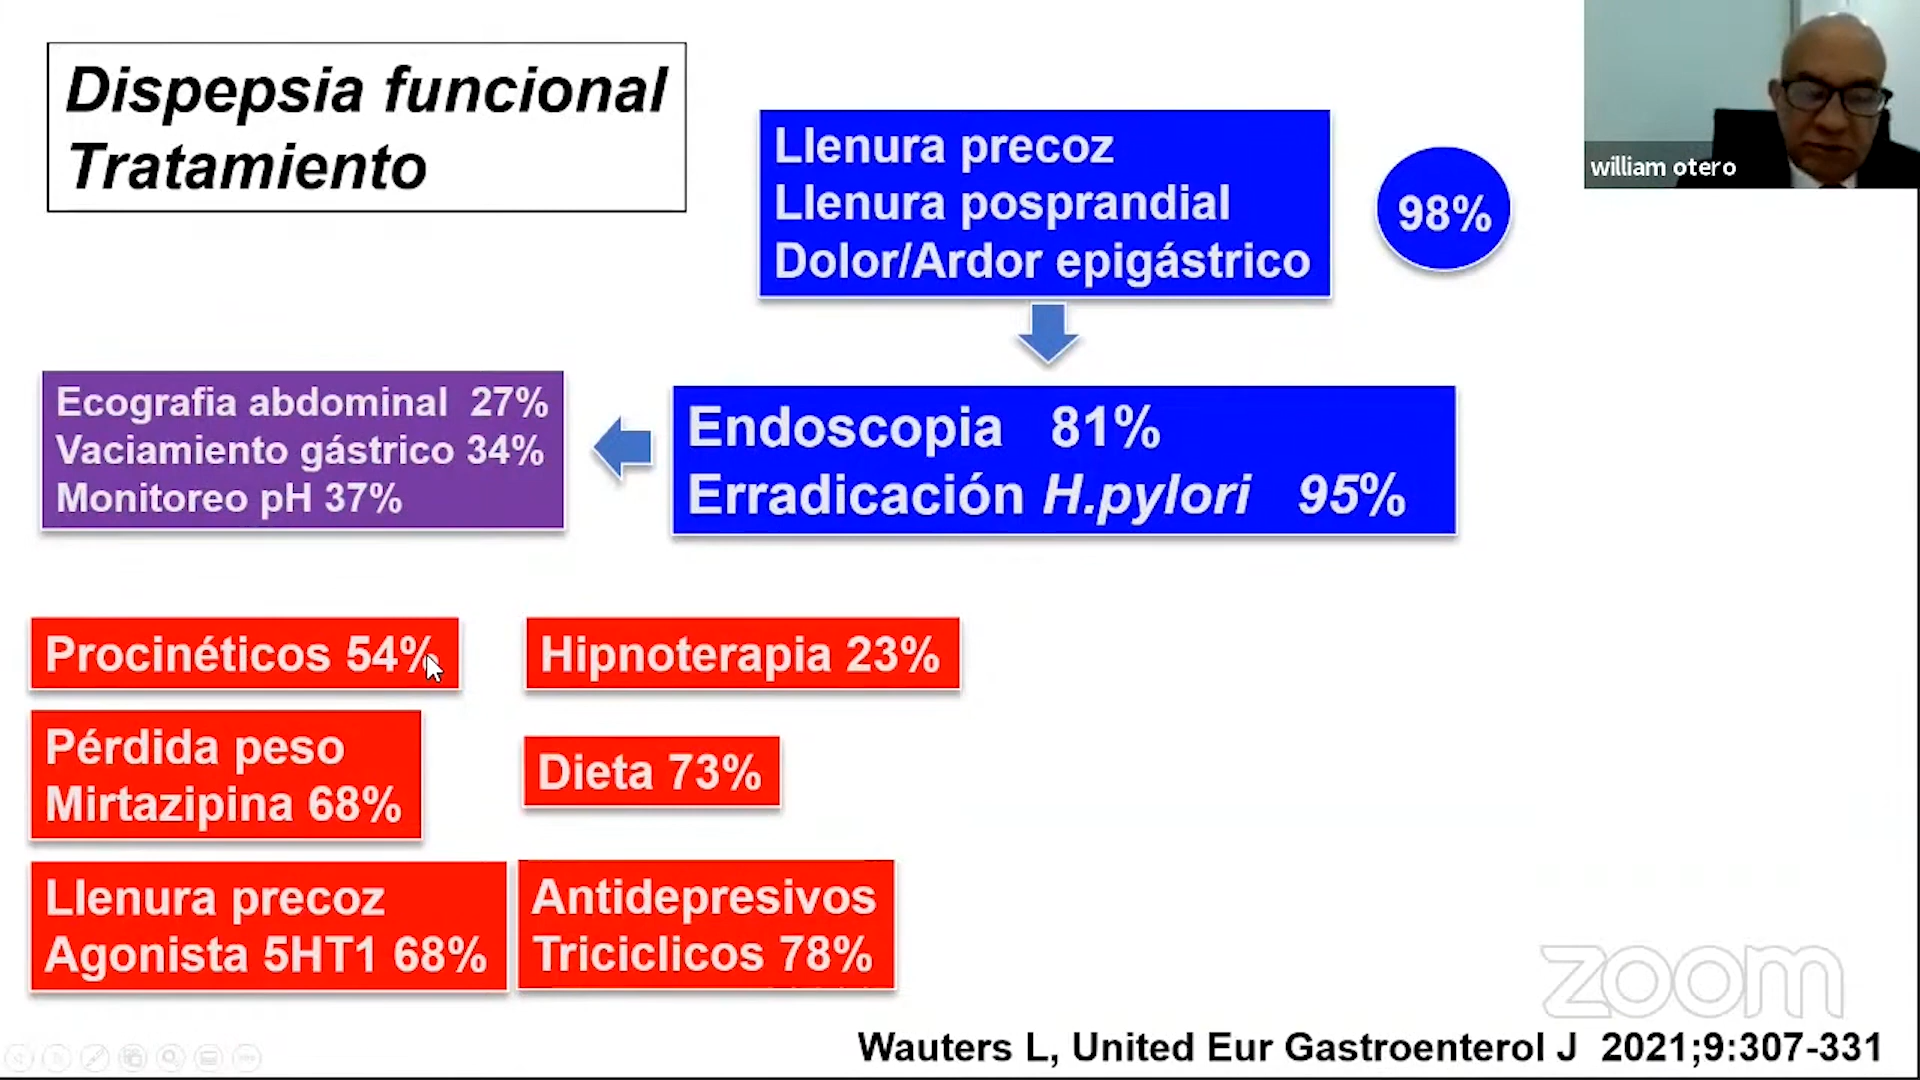 Dispepsia funcional
Tratamiento
Llenura precoz
Llenura posprandial
Dolor/Ardor epigástrico
98%
william otero
Ecografia abdominal 27%
Vaciamiento gástrico 34%
Monitoreo pH 37%
Endoscopia 81%
Erradicación H.pylori 95%
Procinéticos 54%
Hipnoterapia 23%
Pérdida peso
Mirtazipina 68%
Dieta 73%
Llenura precoz
Agonista 5HT1 68%
Antidepresivos
Triciclicos 78%
zoom
Wauters L, United Eur Gastroenterol J 2021;9:307-331